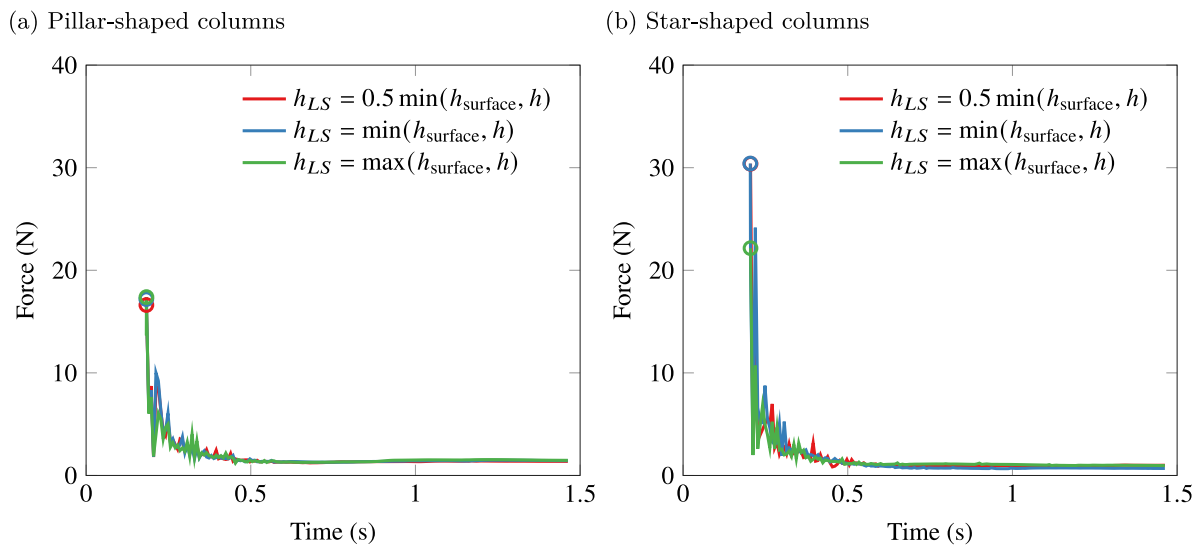 (a) Pillar-shaped columns
40
30
20
10
0
0
0.5
1
1.5
Force (N)
Time (s)
h_LS = 0.5 min(h_surface, h)
h_LS = min(h_surface, h)
h_LS = max(h_surface, h)
(b) Star-shaped columns
40
30
20
10
0
0
0.5
1
1.5
Force (N)
Time (s)
h_LS = 0.5 min(h_surface, h)
h_LS = min(h_surface, h)
h_LS = max(h_surface, h)